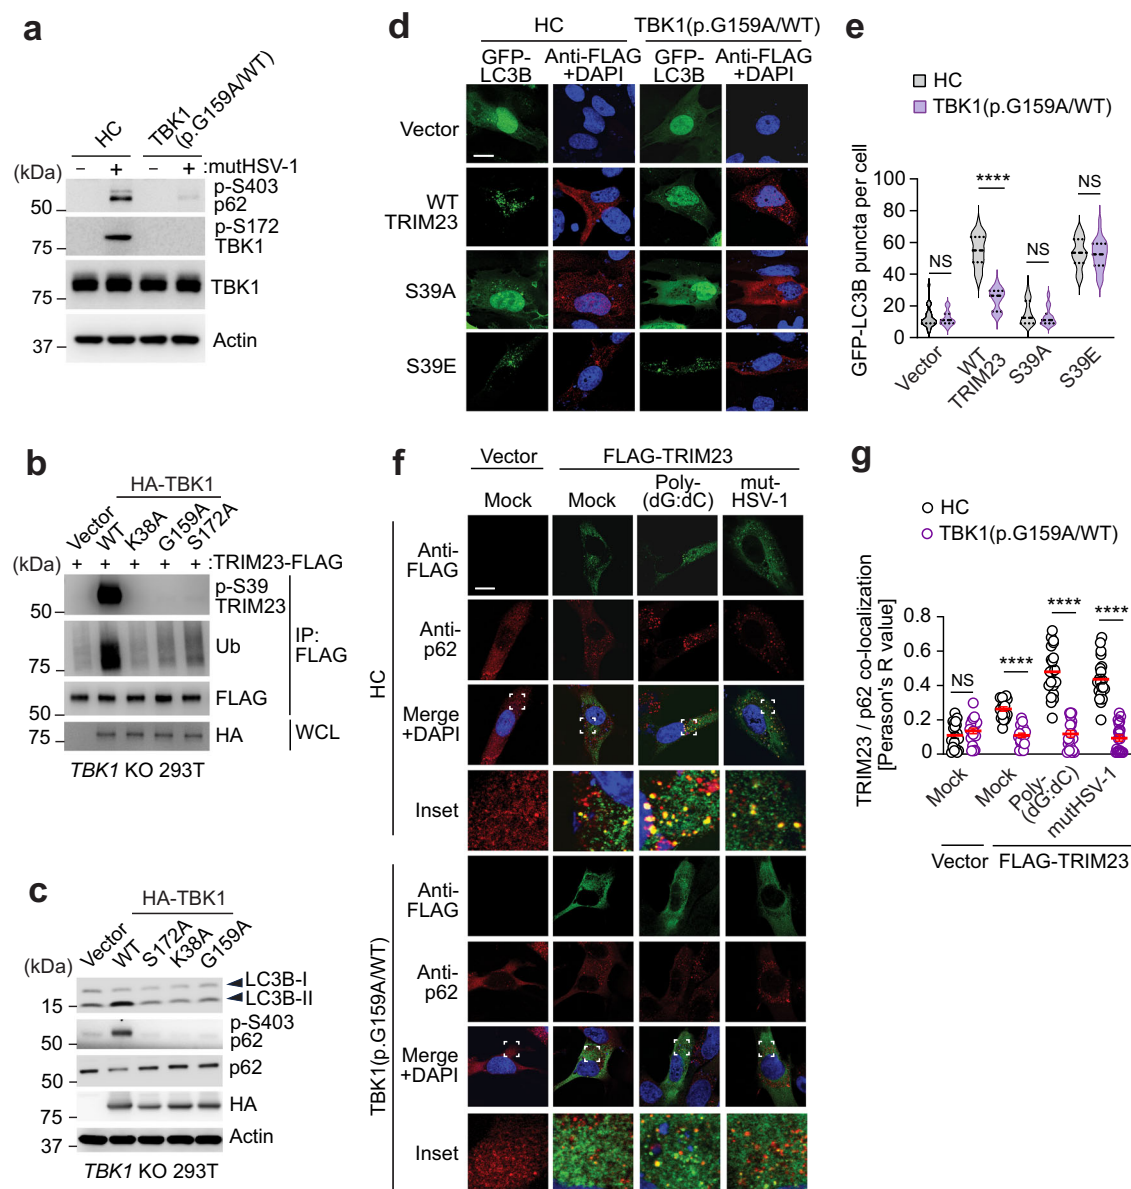 a
HC
TBK1
(p.G159A/WT)
(kDa)
– + – + :mutHSV-1
p-S403
p62
50
p-S172
TBK1
75
TBK1
75
Actin
37
b
HA-TBK1
Vector WT K38A G159A S172A
(kDa)
+ + + + + :TRIM23-FLAG
p-S39
TRIM23
50
Ub
75
IP:
FLAG
FLAG
50
HA
75
WCL
TBK1 KO 293T
c
HA-TBK1
Vector WT S172A K38A G159A
(kDa)
LC3B-I
LC3B-II
15
p-S403
p62
50
p62
50
HA
75
Actin
37
TBK1 KO 293T
d
HC TBK1(p.G159A/WT)
GFP-LC3B Anti-FLAG+DAPI GFP-LC3B Anti-FLAG+DAPI
Vector
WT
TRIM23
S39A
S39E
e
HC
TBK1(p.G159A/WT)
GFP-LC3B puncta per cell
100
80
60
40
20
0
NS **** NS NS
Vector WT TRIM23 S39A S39E
f
Vector FLAG-TRIM23
Mock Mock Poly-(dG:dC) mut-HSV-1
HC
Anti-
FLAG
Anti-
p62
Merge
+DAPI
Inset
TBK1(p.G159A/WT)
Anti-
FLAG
Anti-
p62
Merge
+DAPI
Inset
g
HC
TBK1(p.G159A/WT)
TRIM23 / p62 co-localization
[Perason's R value]
0.8
0.6
0.4
0.2
0
NS **** **** ****
Mock Mock Poly-(dG:dC) mutHSV-1
Vector FLAG-TRIM23